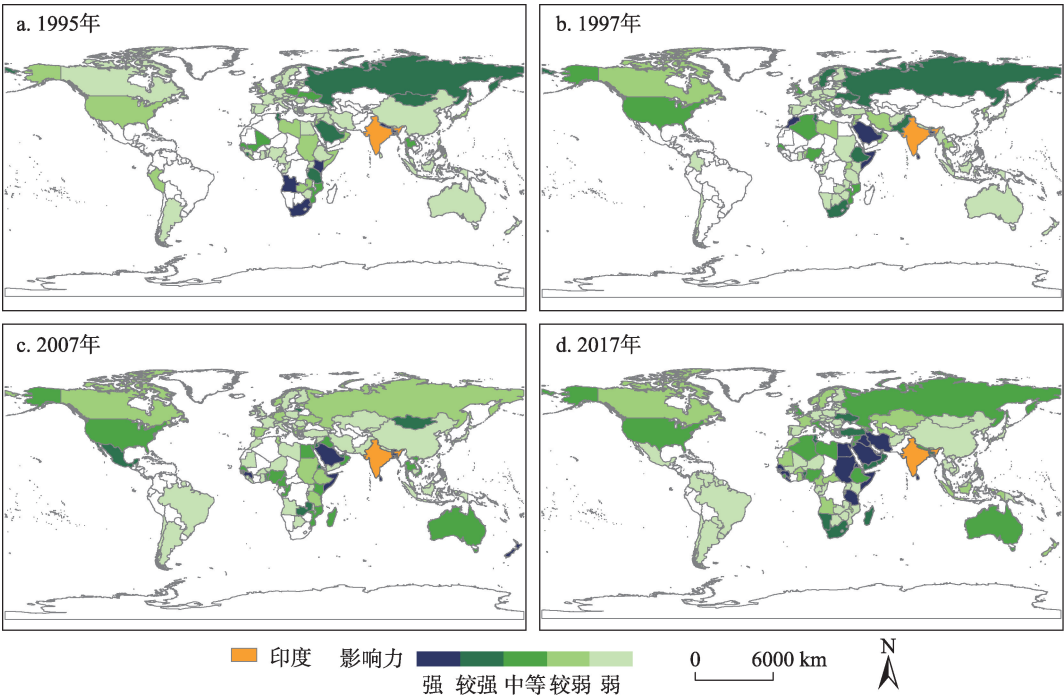 a. 1995年
b. 1997年
c. 2007年
d. 2017年
印度 影响力 强 较强 中等 较弱 弱
0 6000 km
N